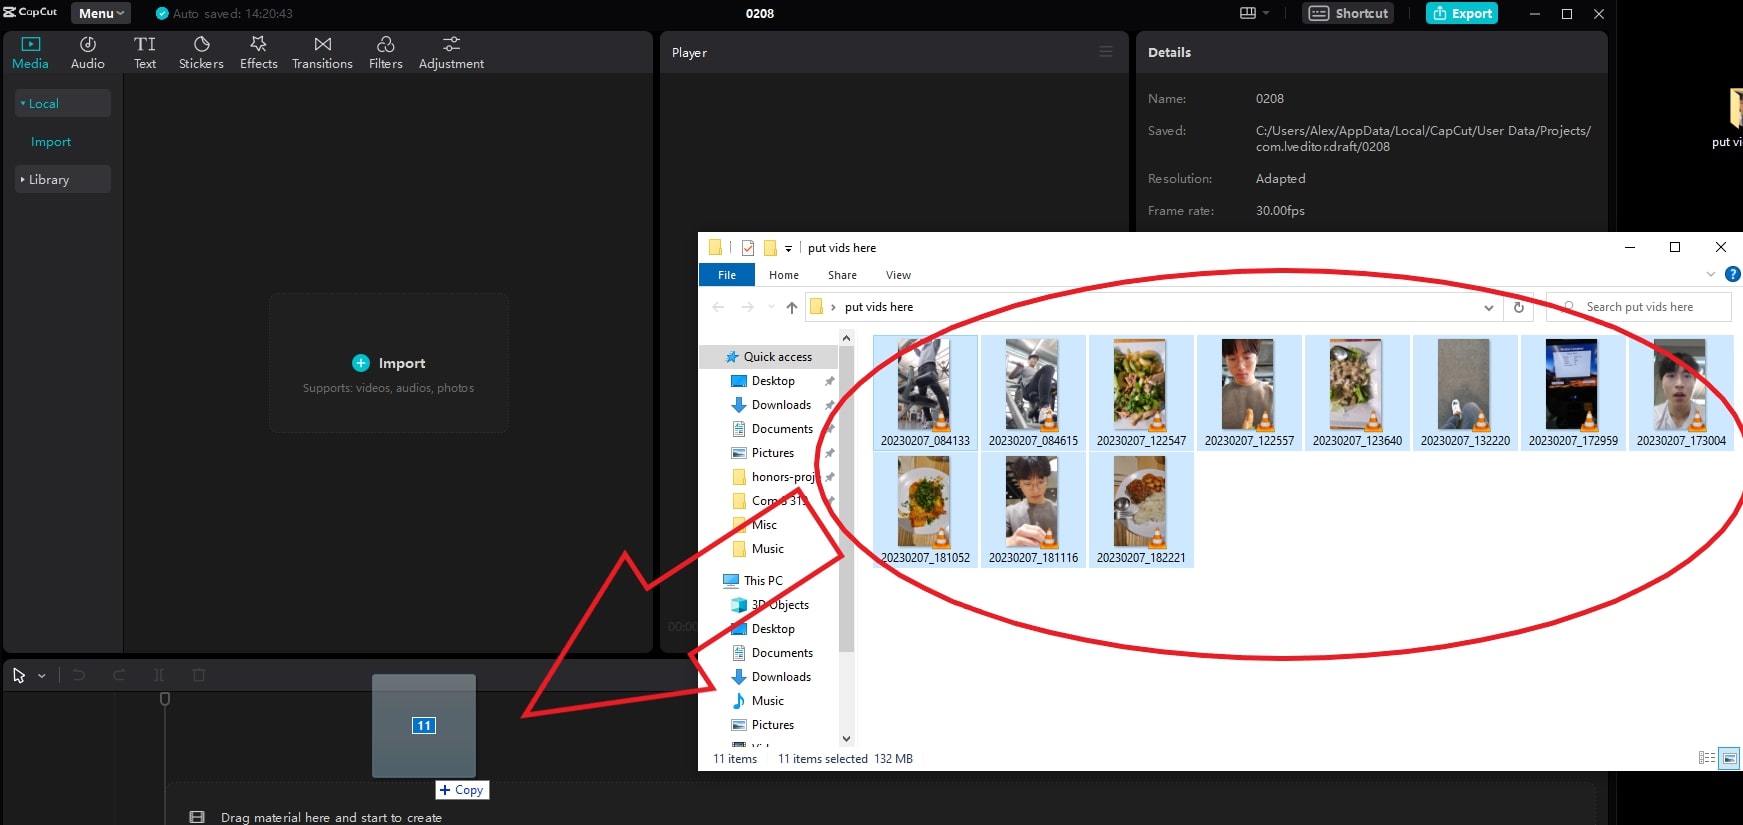 CapCut
Menu
Auto saved: 14:20:43
0208
Shortcut
Export
Media
Audio
TI
Text
Stickers
Effects
Transitions
Filters
Adjustment
Local
Import
Library
Import
Supports: videos, audios, photos
Player
Details
Name: 0208
Saved: C:/Users/Alex/AppData/Local/CapCut/User Data/Projects/
com.lveditor.draft/0208
Resolution: Adapted
Frame rate: 30.00fps
put
put vids here
File Home Share View
?
put vids here
Search put vids here
Quick access
Desktop
Downloads
Documents
Pictures
honors-proj
Com S 319
Misc
Music
This PC
3D Objects
Desktop
Documents
Downloads
Music
Pictures
20230207_084133
20230207_084615
20230207_122547
20230207_122557
20230207_123640
20230207_132220
20230207_172959
20230207_173004
20230207_181052
20230207_181116
20230207_182221
11 items 11 items selected 132 MB
11
+ Copy
Drag material here and start to create